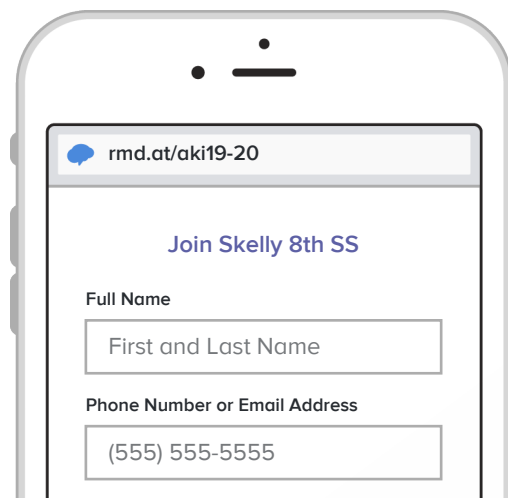 rmd.at/aki19-20
Join Skelly 8th SS
Full Name
First and Last Name
Phone Number or Email Address
(555) 555-5555